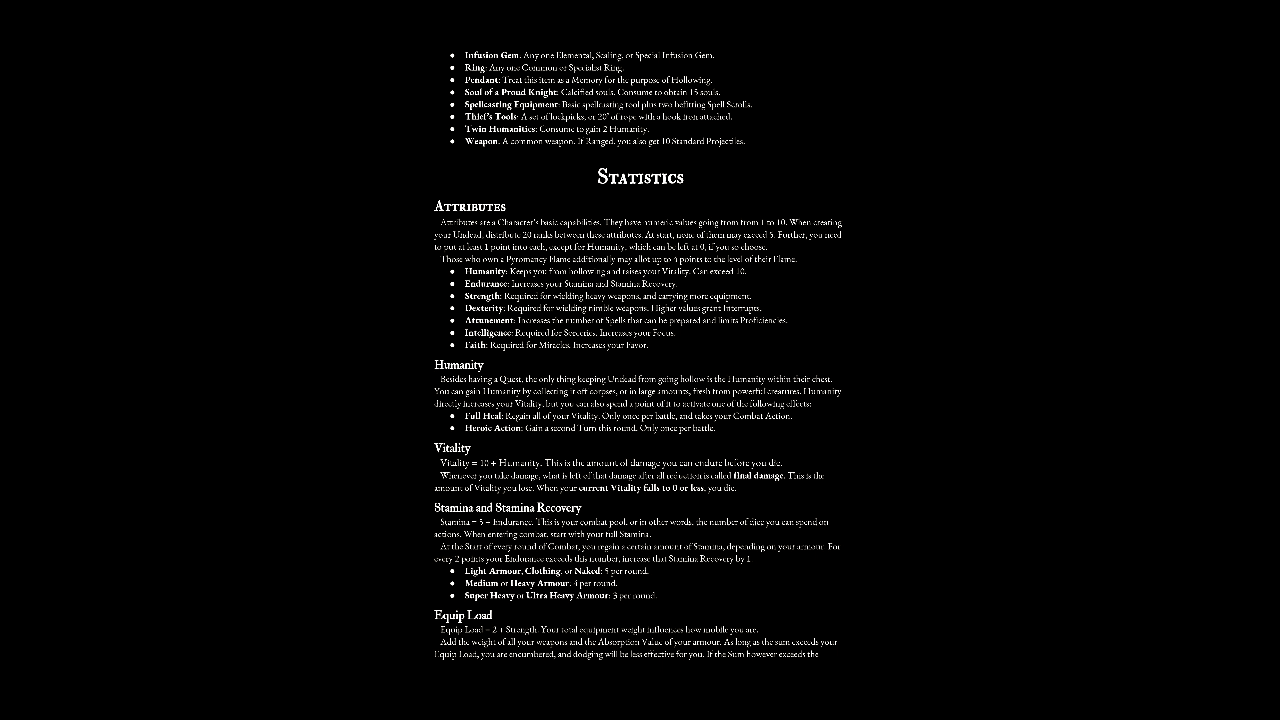 ● Infusion Gem: Any one Elemental, Scaling, or Special Infusion Gem.
● Ring: Any one Common or Specialist Ring.
● Pendant: Treat this item as a Memory for the purpose of Hollowing.
● Soul of a Proud Knight: Calcified souls. Consume to obtain 15 souls.
● Spellcasting Equipment: Basic spellcasting tool plus two befitting Spell Scrolls.
● Thief's Tools: A set of lockpicks, or 20' of rope with a hook iron attached.
● Twin Humanities: Consume to gain 2 Humanity.
● Weapon: A common weapon. If Ranged, you also get 10 Standard Projectiles.
Statistics
Attributes
Attributes are a Character's basic capabilities. They have numeric values going from from 1 to 10. When creating
your Undead, distribute 20 ranks between these attributes. At start, none of them may exceed 5. Further, you need
to put at least 1 point into each, except for Humanity, which can be left at 0, if you so choose.
Those who own a Pyromancy Flame additionally may allot up to 4 points to the level of their Flame.
● Humanity: Keeps you from hollowing and raises your Vitality. Can exceed 10.
● Endurance: Increases your Stamina and Stamina Recovery.
● Strength: Required for wielding heavy weapons, and carrying more equipment.
● Dexterity: Required for wielding nimble weapons. Higher values grant Interrupts.
● Attunement: Increases the number of Spells that can be prepared and limits Proficiencies.
● Intelligence: Required for Sorceries. Increases your Focus.
● Faith: Required for Miracles. Increases your Favor.
Humanity
Besides having a Quest, the only thing keeping Undead from going hollow is the Humanity within their chest.
You can gain Humanity by collecting it off corpses, or in large amounts, fresh from powerful creatures. Humanity
directly increases your Vitality, but you can also spend a point of it to activate one of the following effects:
● Full Heal: Regain all of your Vitality. Only once per battle, and takes your Combat Action.
● Heroic Action: Gain a second Turn this round. Only once per battle.
Vitality
Vitality = 10 + Humanity. This is the amount of damage you can endure before you die.
Whenever you take damage, what is left of that damage after all reduction is called final damage. This is the
amount of Vitality you lose. When your current Vitality falls to 0 or less, you die.
Stamina and Stamina Recovery
Stamina = 5 + Endurance. This is your combat pool, or in other words, the number of dice you can spend on
actions. When entering combat, start with your full Stamina.
At the Start of every round of Combat, you regain a certain amount of Stamina, depending on your armour. For
every 2 points your Endurance exceeds this number, increase that Stamina Recovery by 1
● Light Armour, Clothing, or Naked: 5 per round.
● Medium or Heavy Armour: 4 per round.
● Super Heavy or Ultra Heavy Armour: 3 per round.
Equip Load
Equip Load = 2 + Strength. Your total equipment weight influences how mobile you are.
Add the weight of all your weapons and the Absorption Value of your armour. As long as the sum exceeds your
Equip Load, you are encumbered, and dodging will be less effective for you. If the Sum however exceeds the